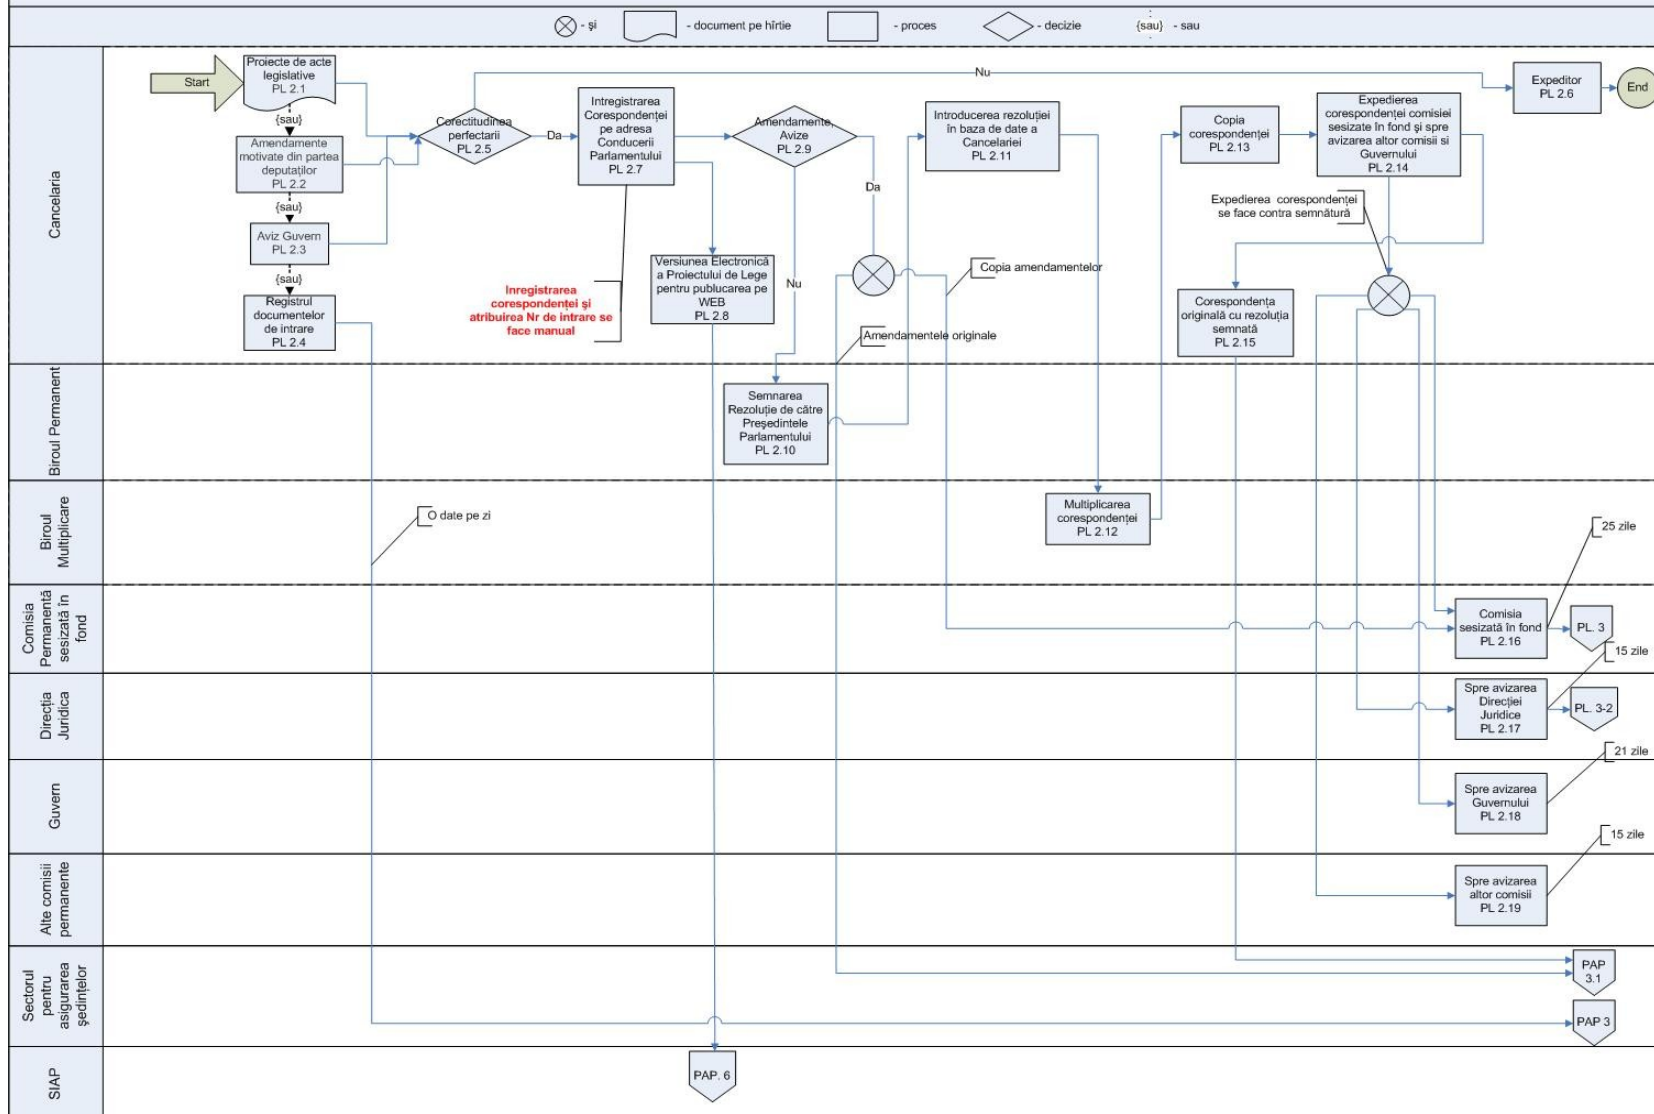 - şi
- document pe hîrtie
- proces
- decizie
{sau} - sau
Cancelaria
Start
Proiecte de acte
legislative
PL 2.1
{sau}
Amendamente
motivate din partea
deputaților
PL 2.2
{sau}
Aviz Guvern
PL 2.3
{sau}
Registrul
documentelor
de intrare
PL 2.4
Corectitudinea
perfectarii
PL 2.5
Da
Nu
Expeditor
PL 2.6
End
Intregistrarea
Corespondenței
pe adresa
Conducerii
Parlamentului
PL 2.7
Inregistrarea
corespondenței şi
atribuirea Nr de intrare se
face manual
Versiunea Electronică
a Proiectului de Lege
pentru publucarea pe
WEB
PL 2.8
Amendamente,
Avize
PL 2.9
Da
Nu
Copia amendamentelor
Amendamentele originale
Introducerea rezoluției
în baza de date a
Cancelariei
PL 2.11
Copia
corespondenței
PL 2.13
Expedierea
corespondenței comisiei
sesizate în fond şi spre
avizarea altor comisii si
Guvernului
PL 2.14
Expedierea corespondenței
se face contra semnătură
Corespondența
originală cu rezoluția
semnată
PL 2.15
Biroul Permanent
Semnarea
Rezoluție de către
Preşedintele
Parlamentului
PL 2.10
Biroul
Multiplicare
O date pe zi
Multiplicarea
corespondenței
PL 2.12
25 zile
Comisia
Permanentă
sesizată în
fond
Comisia
sesizată în fond
PL 2.16
PL. 3
15 zile
Direcția
Juridica
Spre avizarea
Direcției
Juridice
PL 2.17
PL. 3-2
21 zile
Guvern
Spre avizarea
Guvernului
PL 2.18
15 zile
Alte comisii
permanente
Spre avizarea
altor comisii
PL 2.19
Sectorul
pentru
asigurarea
şedințelor
PAP
3.1
PAP 3
SIAP
PAP. 6